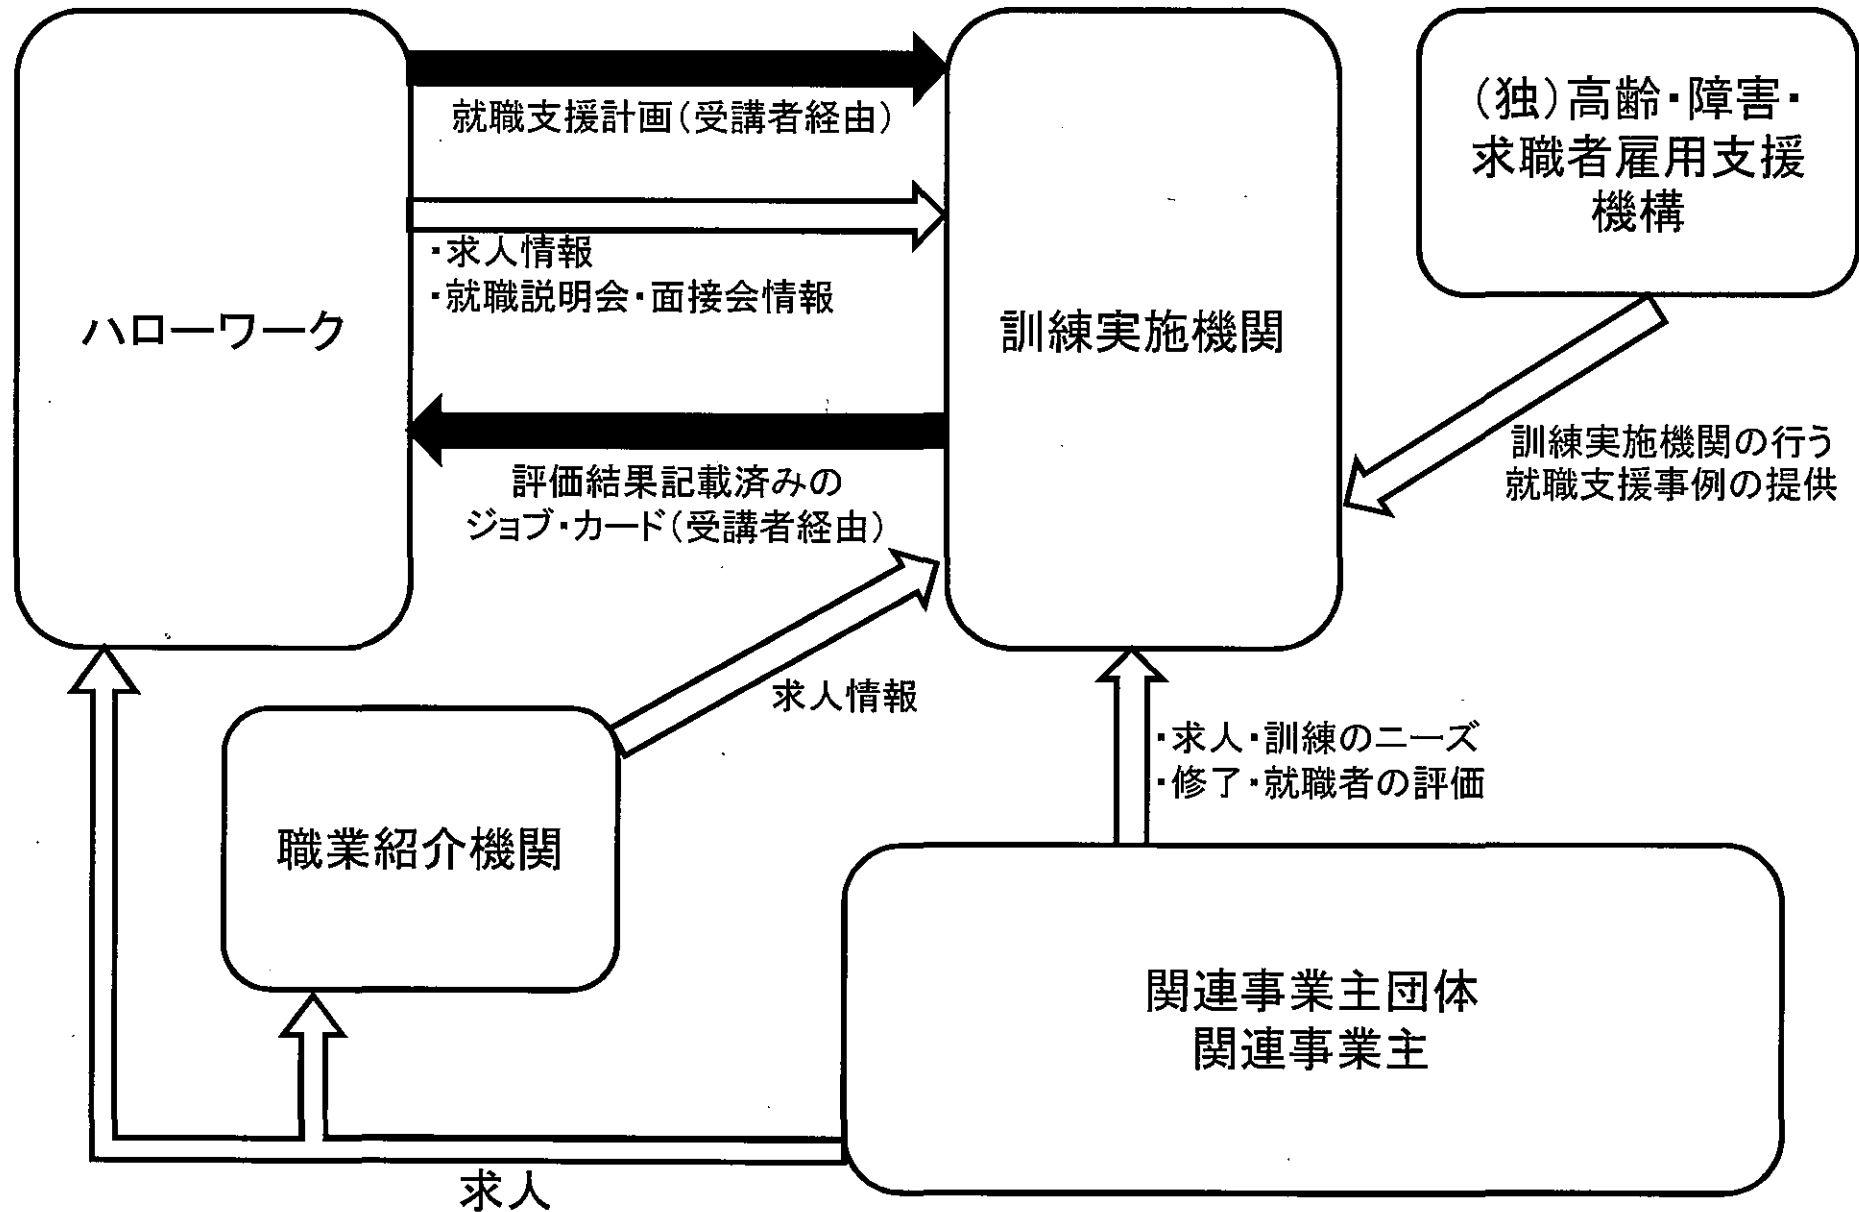 就職支援計画（受講者経由）
・求人情報
・就職説明会・面接会情報
ハローワーク
評価結果記載済みの
ジョブ・カード（受講者経由）
訓練実施機関
（独）高齢・障害・
求職者雇用支援
機構
訓練実施機関の行う
就職支援事例の提供
求人情報
・求人・訓練のニーズ
・修了・就職者の評価
職業紹介機関
関連事業主団体
関連事業主
求人